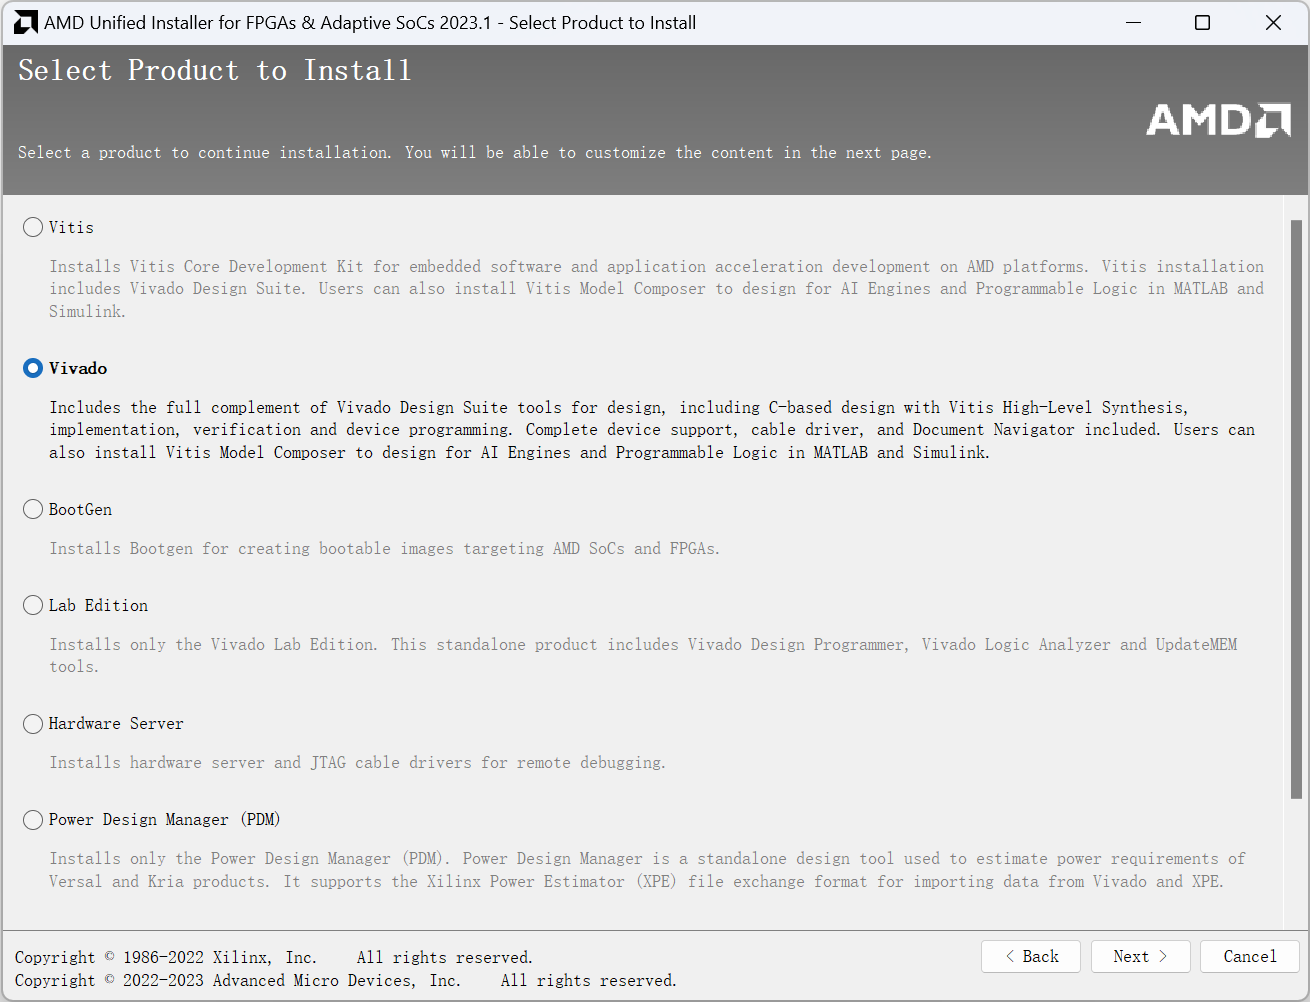 AMD Unified Installer for FPGAs & Adaptive SoCs 2023.1 - Select Product to Install
Select Product to Install
AMD
Select a product to continue installation. You will be able to customize the content in the next page.
Vitis
Installs Vitis Core Development Kit for embedded software and application acceleration development on AMD platforms. Vitis installation
includes Vivado Design Suite. Users can also install Vitis Model Composer to design for AI Engines and Programmable Logic in MATLAB and
Simulink.
Vivado
Includes the full complement of Vivado Design Suite tools for design, including C-based design with Vitis High-Level Synthesis,
implementation, verification and device programming. Complete device support, cable driver, and Document Navigator included. Users can
also install Vitis Model Composer to design for AI Engines and Programmable Logic in MATLAB and Simulink.
BootGen
Installs Bootgen for creating bootable images targeting AMD SoCs and FPGAs.
Lab Edition
Installs only the Vivado Lab Edition. This standalone product includes Vivado Design Programmer, Vivado Logic Analyzer and UpdateMEM
tools.
Hardware Server
Installs hardware server and JTAG cable drivers for remote debugging.
Power Design Manager (PDM)
Installs only the Power Design Manager (PDM). Power Design Manager is a standalone design tool used to estimate power requirements of
Versal and Kria products. It supports the Xilinx Power Estimator (XPE) file exchange format for importing data from Vivado and XPE.
Copyright © 1986-2022 Xilinx, Inc. All rights reserved.
Copyright © 2022-2023 Advanced Micro Devices, Inc. All rights reserved.
< Back Next > Cancel